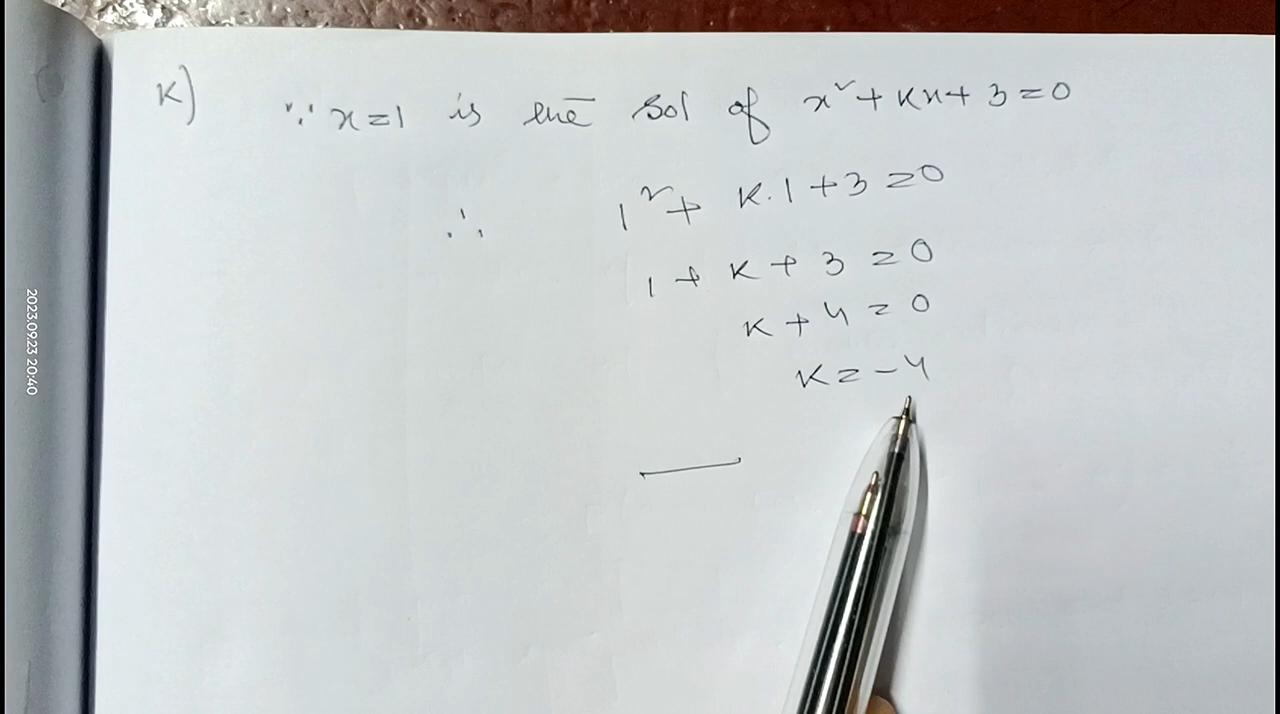 K) ∵ x=1 is the sol of x²+Kx+3=0
∴ 1²+ K.1+3=0
1+K+3=0
K+4=0
K=-4
2023.09.23 20:40